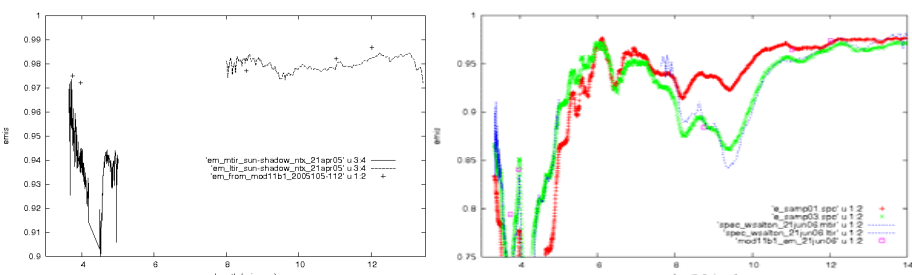 1
0.99
0.98
0.97
0.96
0.95
0.94
0.93
0.92
0.91
0.9
emis
4
6
8
10
12
'em_mtir_sun-shadow_ntx_21apr05' u 3:4
'em_ltir_sun-shadow_ntx_21apr05' u 3:4
'em_from_mod11b1_2005105-112' u 1:2
1
0.95
0.9
0.85
0.8
0.75
emis
4
6
8
10
12
14
'e_samp01.spc' u 1:2
'e_samp03.spc' u 1:2
'spec_wsalton_21jun06.mtir' u 1:2
'spec_wsalton_21jun06.ltir' u 1:2
'mod11b1_em_21jun06' u 1:2